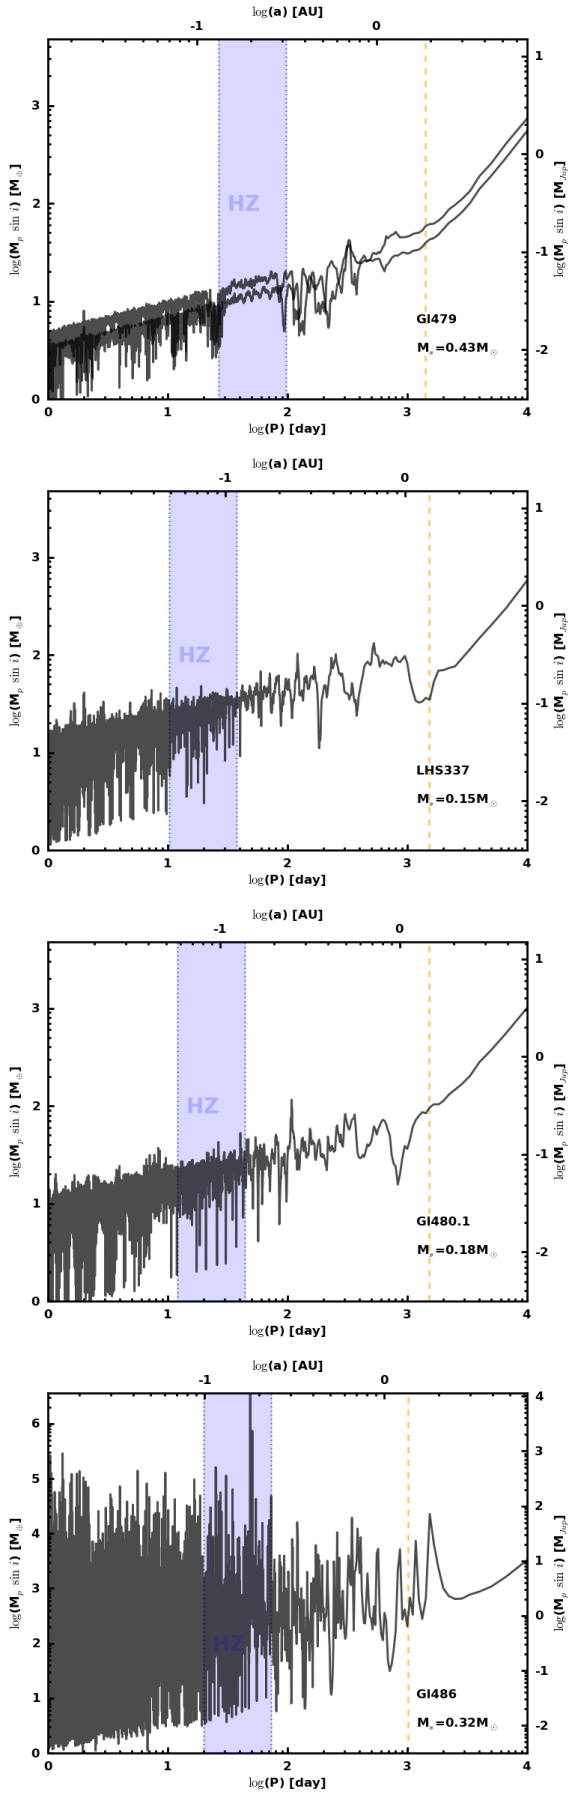 log(a) [AU]
-1 0
3
2
1
0
log(M_p sin i) [M_⊕]
1
0
-1
-2
log(M_p sin i) [M_Jup]
HZ
Gl479
M_*=0.43M_☉
0 1 2 3 4
log(P) [day]
log(a) [AU]
-1 0
3
2
1
0
log(M_p sin i) [M_⊕]
1
0
-1
-2
log(M_p sin i) [M_Jup]
HZ
LHS337
M_*=0.15M_☉
0 1 2 3 4
log(P) [day]
log(a) [AU]
-1 0
3
2
1
0
log(M_p sin i) [M_⊕]
1
0
-1
-2
log(M_p sin i) [M_Jup]
HZ
Gl480.1
M_*=0.18M_☉
0 1 2 3 4
log(P) [day]
log(a) [AU]
-1 0
6
5
4
3
2
1
0
log(M_p sin i) [M_⊕]
4
3
2
1
0
-1
-2
log(M_p sin i) [M_Jup]
HZ
Gl486
M_*=0.32M_☉
0 1 2 3 4
log(P) [day]